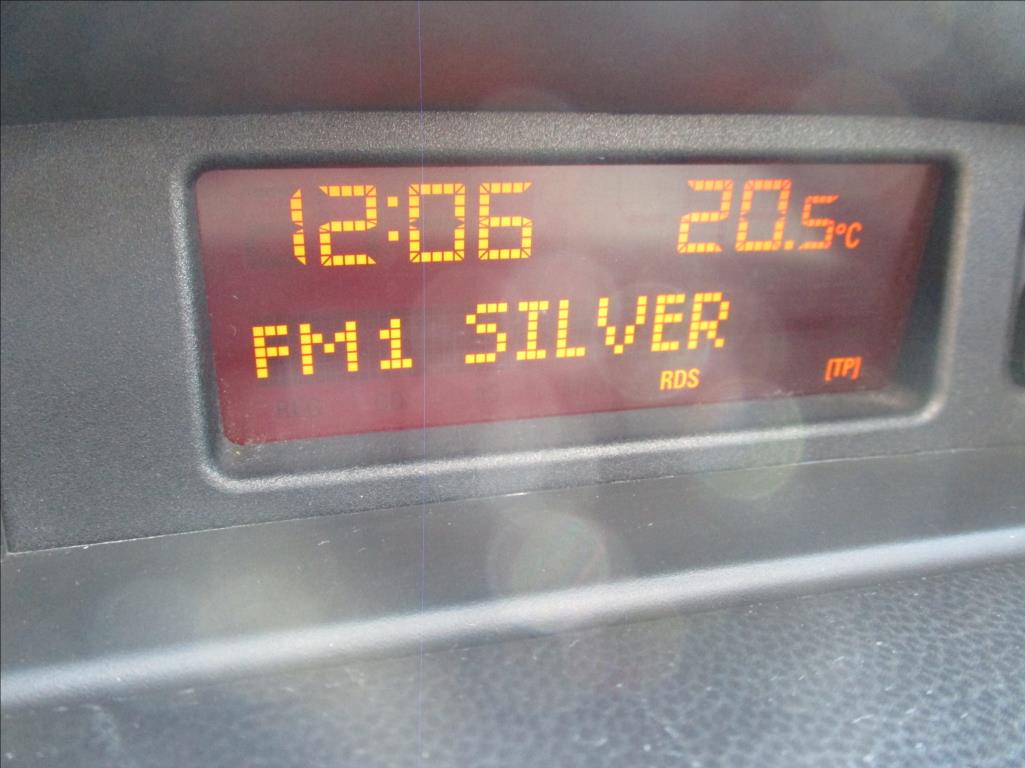 12:06 20.5°C
FM1 SILVER
RDS [TP]